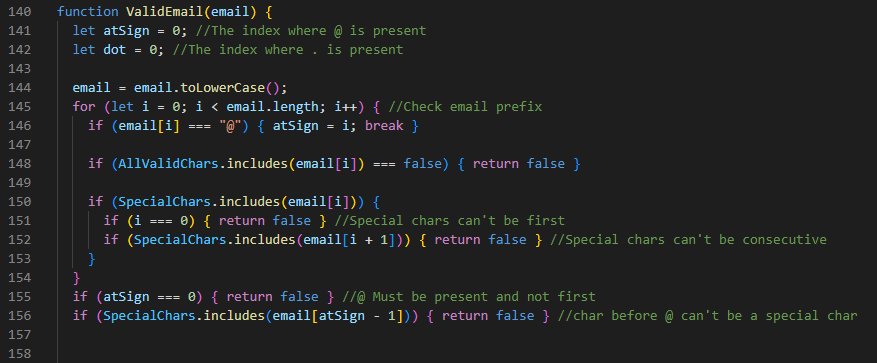 140 function ValidEmail(email) {
141 let atSign = 0; //The index where @ is present
142 let dot = 0; //The index where . is present
143
144 email = email.toLowerCase();
145 for (let i = 0; i < email.length; i++) { //Check email prefix
146 if (email[i] === "@") { atSign = i; break }
147
148 if (AllValidChars.includes(email[i]) === false) { return false }
149
150 if (SpecialChars.includes(email[i])) {
151 if (i === 0) { return false } //Special chars can't be first
152 if (SpecialChars.includes(email[i + 1])) { return false } //Special chars can't be consecutive
153 }
154 }
155 if (atSign === 0) { return false } //@ Must be present and not first
156 if (SpecialChars.includes(email[atSign - 1])) { return false } //char before @ can't be a special char
157
158